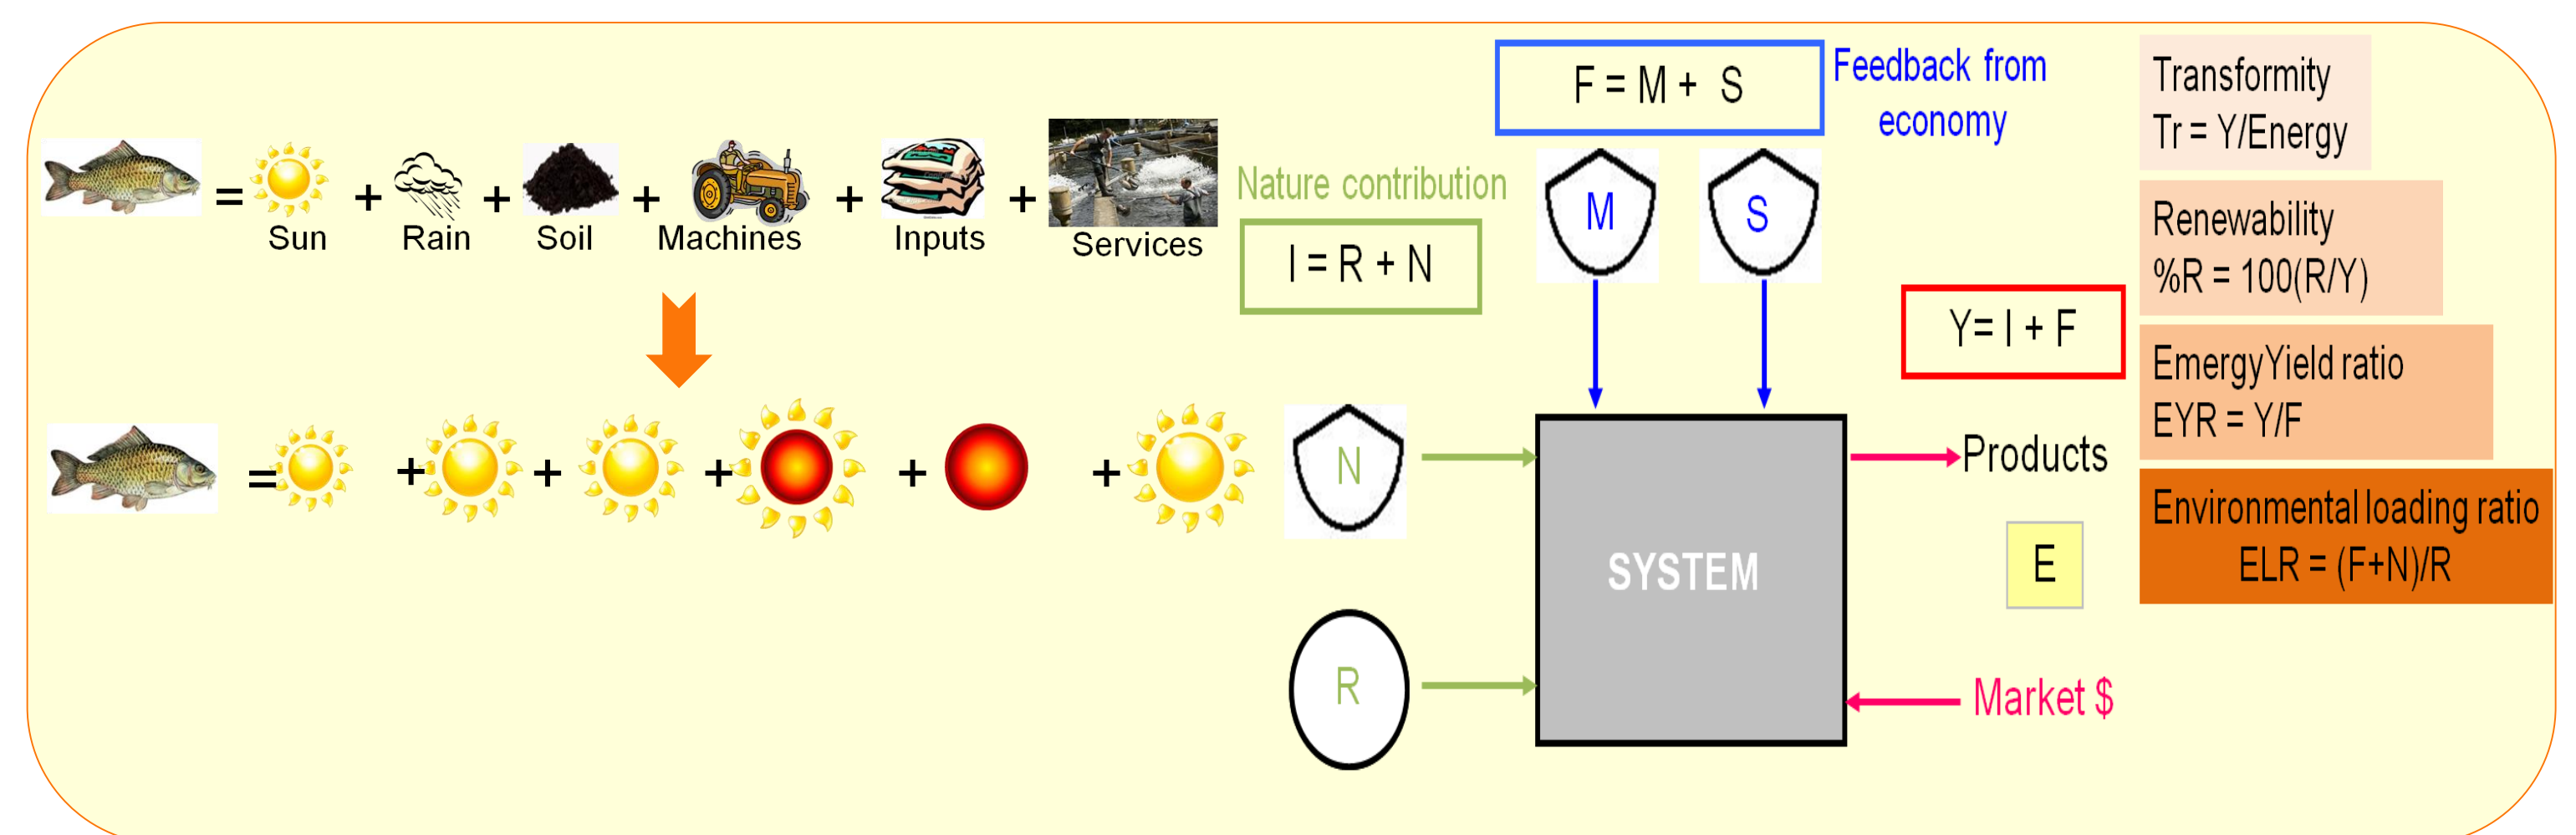 = + + + + +
Sun Rain Soil Machines Inputs Services
= + + + + +
Nature contribution
I = R + N
F = M + S
Feedback from
economy
M
S
N
R
SYSTEM
Y= I + F
Products
E
Market $
Transformity
Tr = Y/Energy
Renewability
%R = 100(R/Y)
EmergyYield ratio
EYR = Y/F
Environmental loading ratio
ELR = (F+N)/R